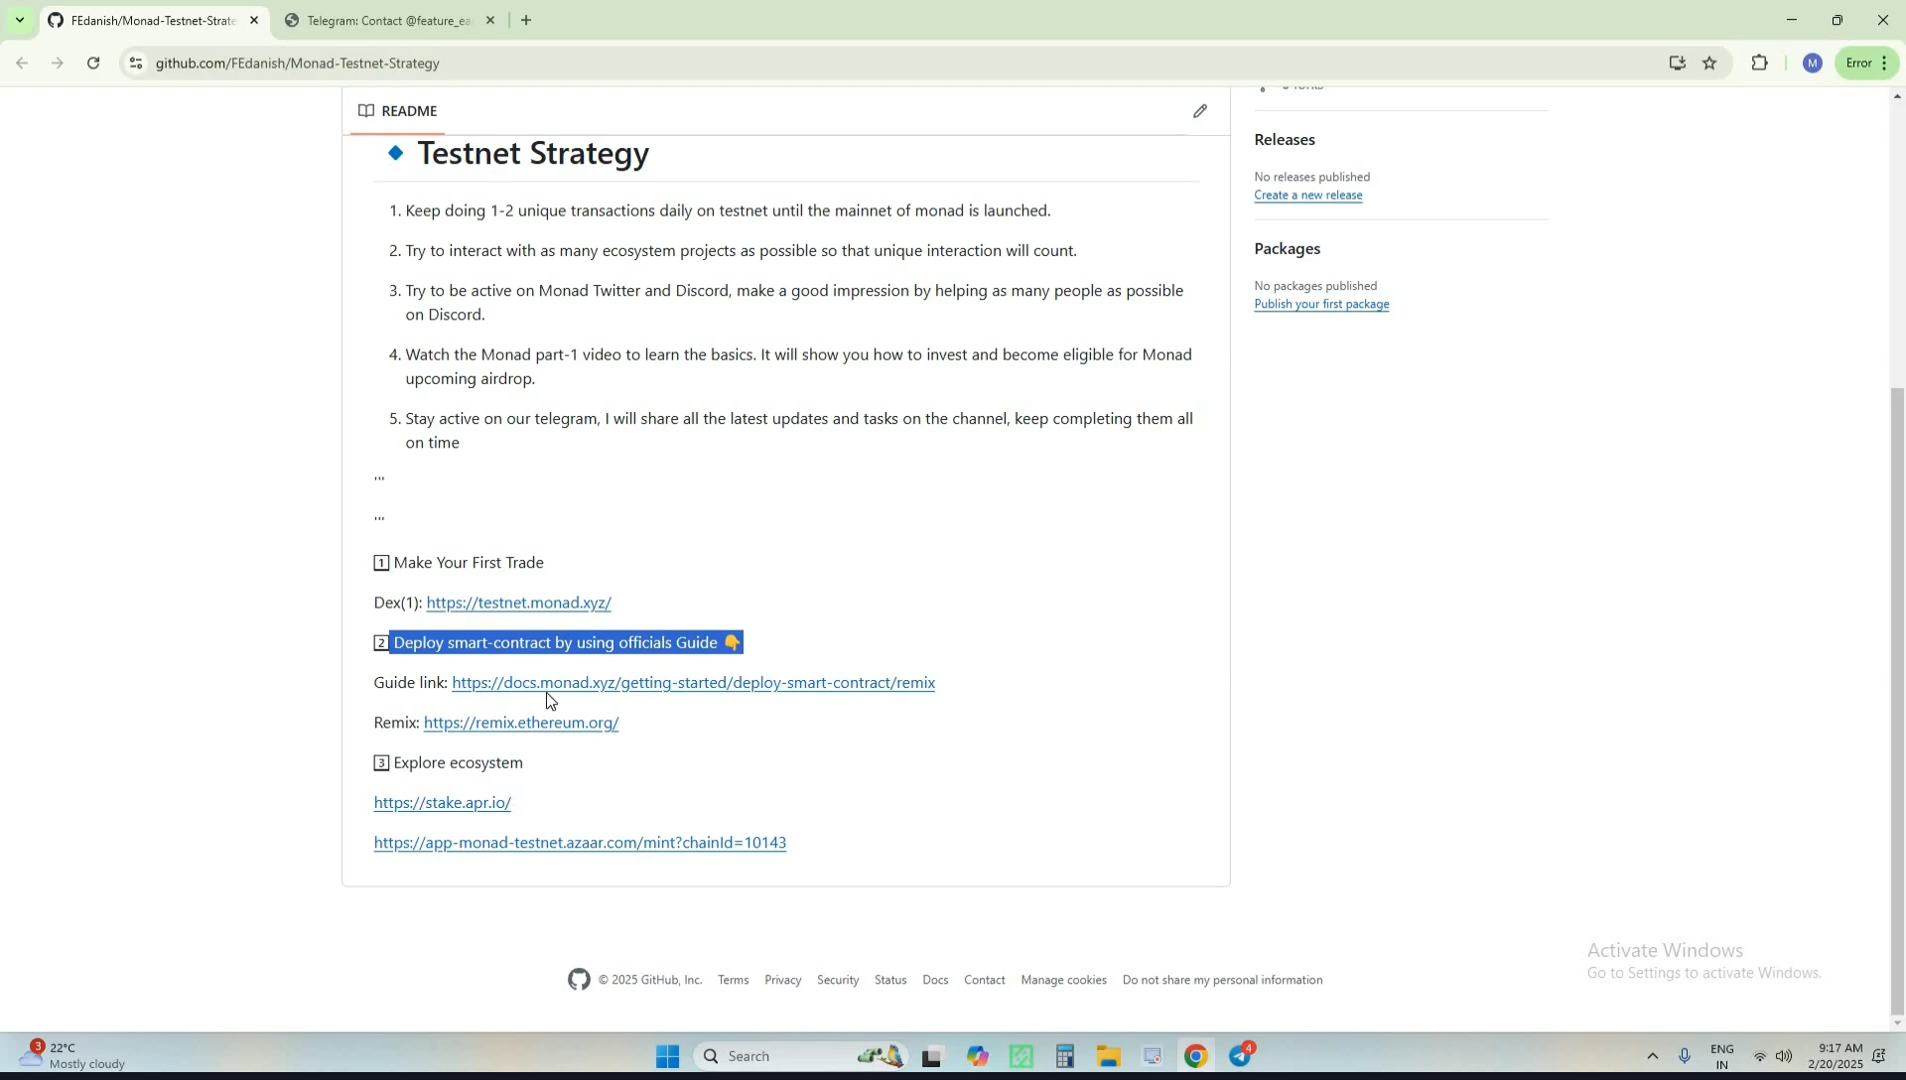 FEdanish/Monad-Testnet-Strate
Telegram: Contact @feature_ea
github.com/FEdanish/Monad-Testnet-Strategy
M
Error
README
Testnet Strategy
1. Keep doing 1-2 unique transactions daily on testnet until the mainnet of monad is launched.
2. Try to interact with as many ecosystem projects as possible so that unique interaction will count.
3. Try to be active on Monad Twitter and Discord, make a good impression by helping as many people as possible
on Discord.
4. Watch the Monad part-1 video to learn the basics. It will show you how to invest and become eligible for Monad
upcoming airdrop.
5. Stay active on our telegram, I will share all the latest updates and tasks on the channel, keep completing them all
on time
...
...
1 Make Your First Trade
Dex(1): https://testnet.monad.xyz/
2 Deploy smart-contract by using officials Guide 👇
Guide link: https://docs.monad.xyz/getting-started/deploy-smart-contract/remix
Remix: https://remix.ethereum.org/
3 Explore ecosystem
https://stake.apr.io/
https://app-monad-testnet.azaar.com/mint?chainId=10143
Releases
No releases published
Create a new release
Packages
No packages published
Publish your first package
© 2025 GitHub, Inc. Terms Privacy Security Status Docs Contact Manage cookies Do not share my personal information
Activate Windows
Go to Settings to activate Windows.
3
22°C
Mostly cloudy
Search
4
ENG
IN
9:17 AM
2/20/2025